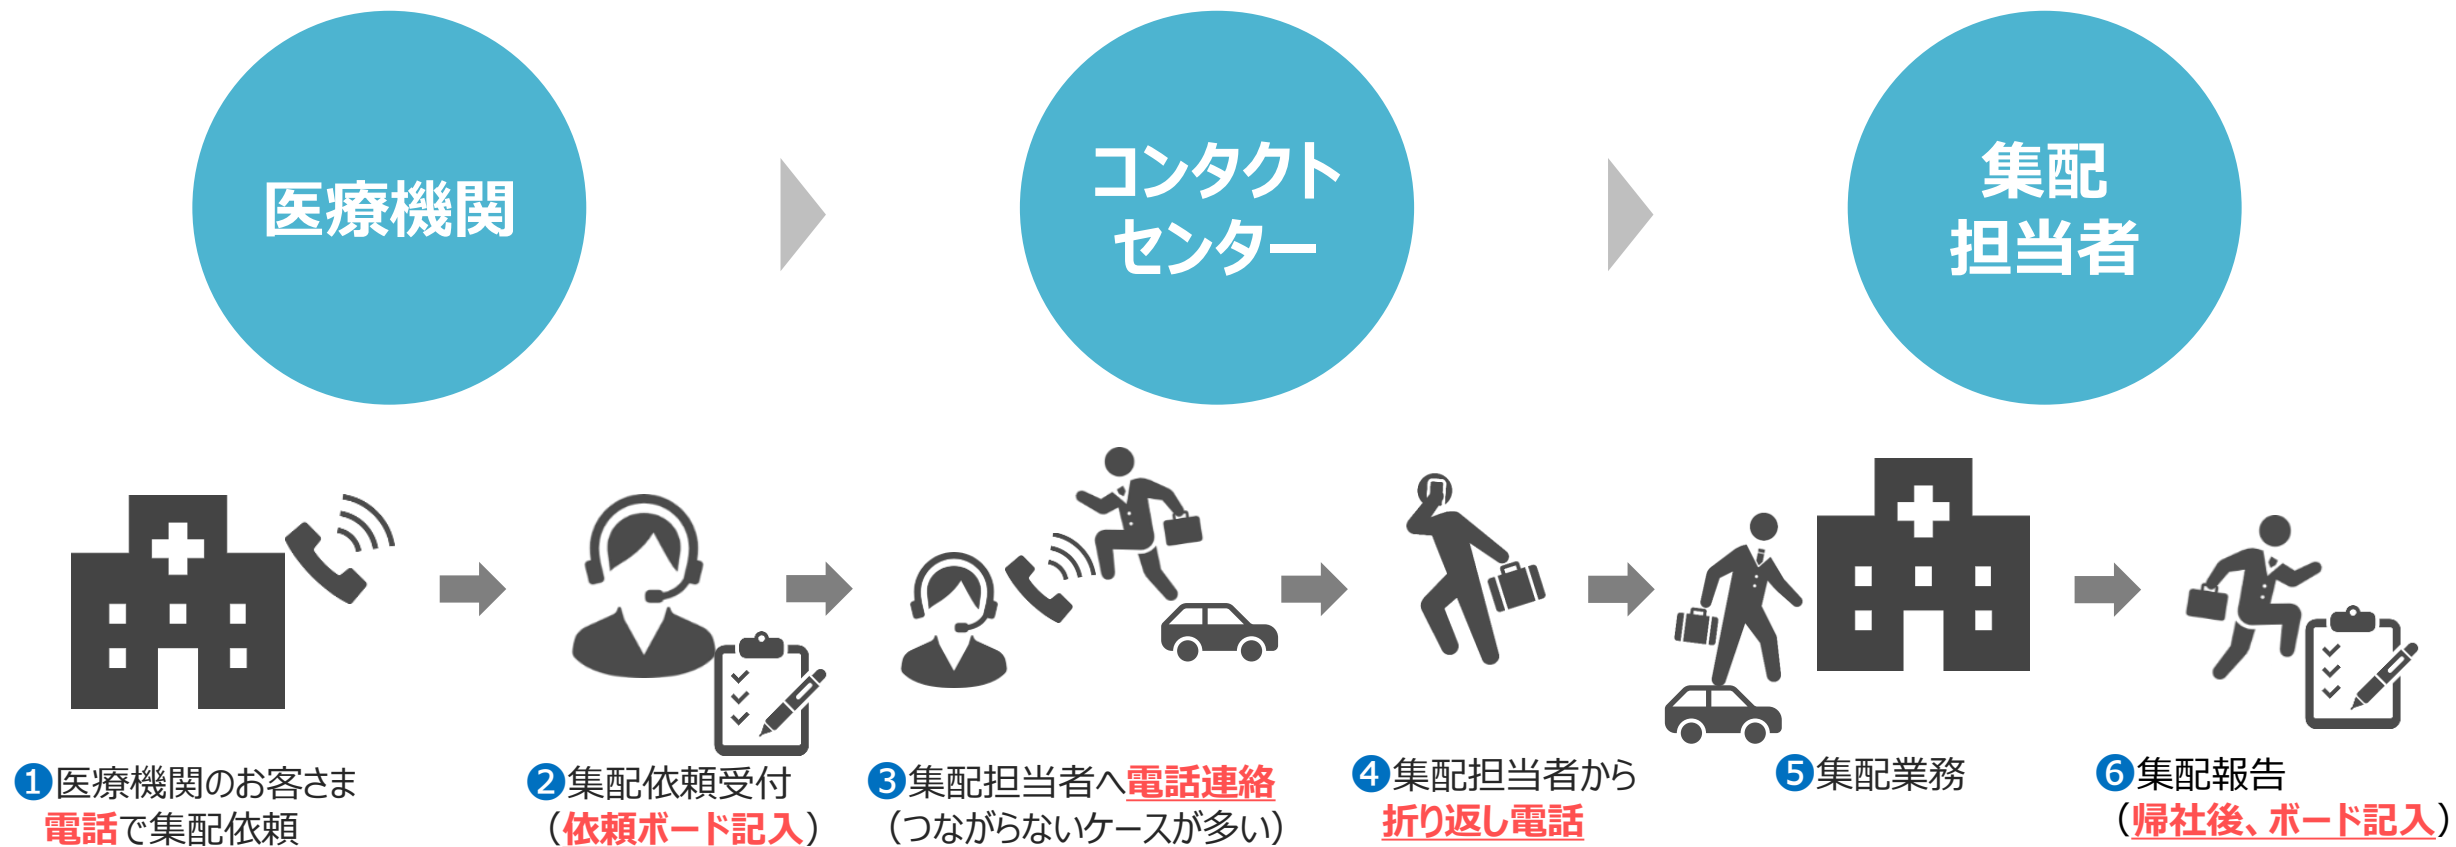 医療機関
コンタクト
センター
集配
担当者
❶医療機関のお客さま
電話で集配依頼
❷集配依頼受付
（依頼ボード記入）
❸集配担当者へ電話連絡
（つながらないケースが多い）
❹集配担当者から
折り返し電話
❺集配業務
❻集配報告
（帰社後、ボード記入）